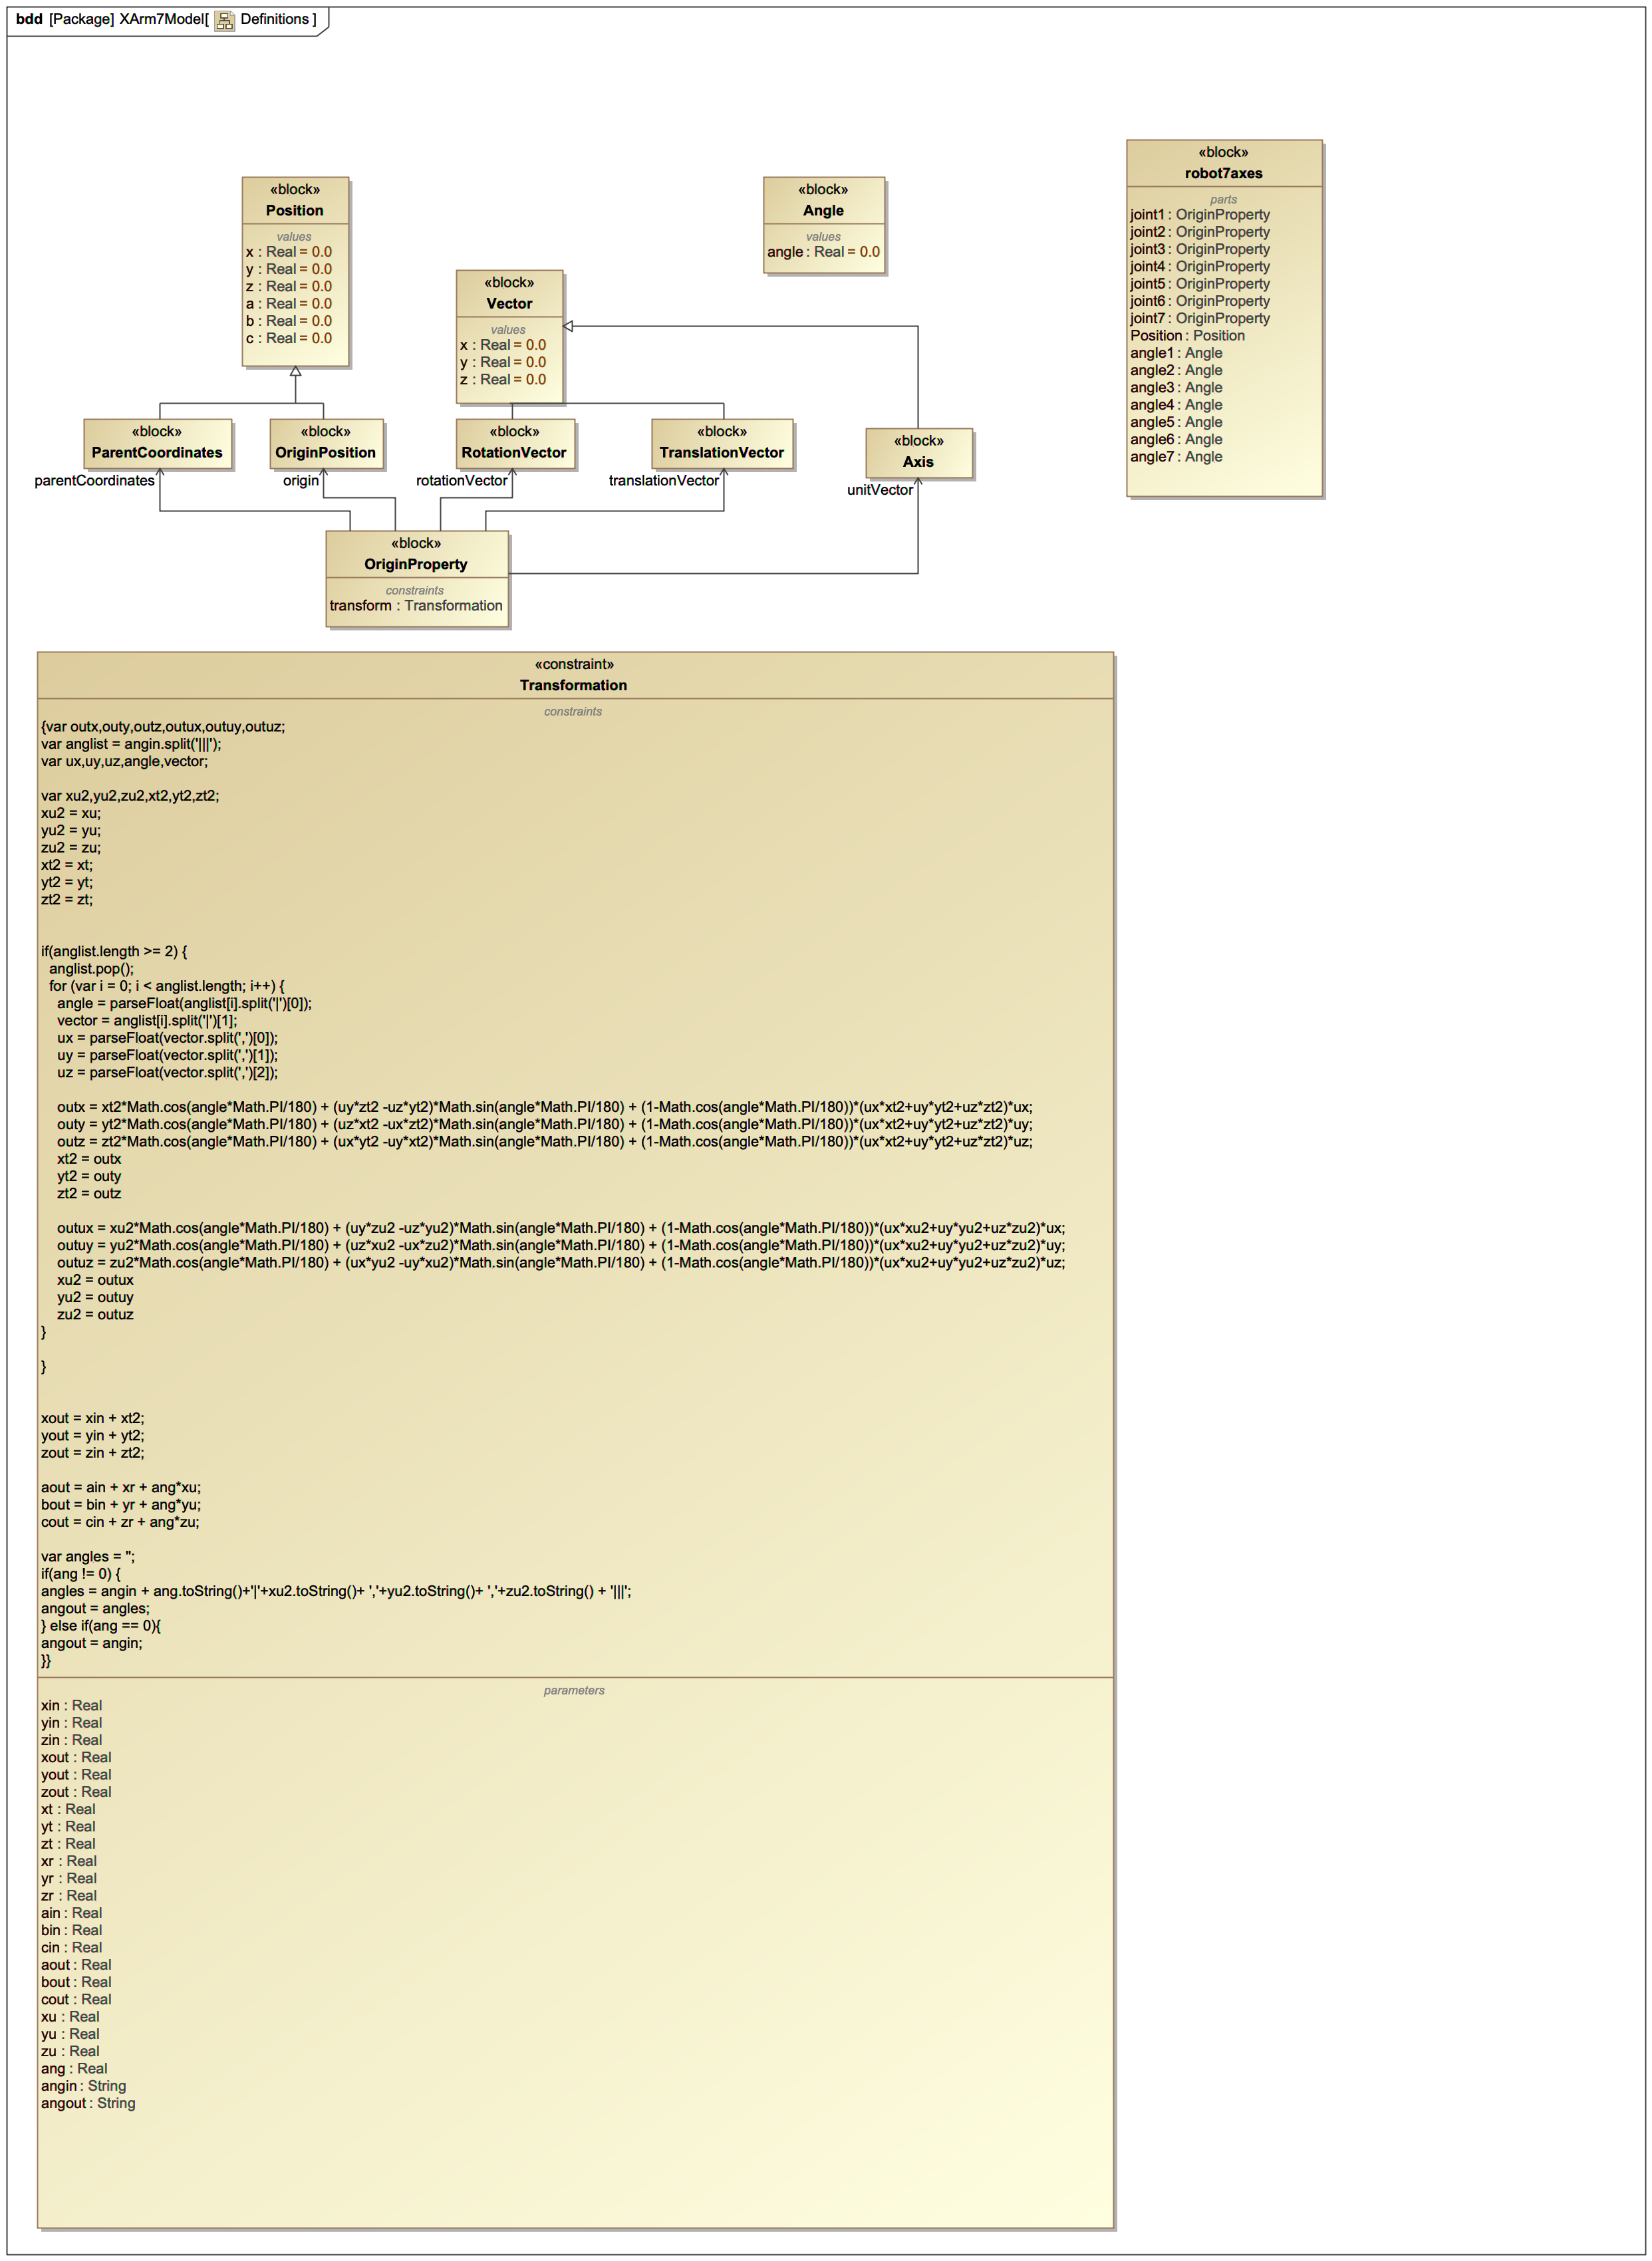 bdd [Package] XArm7Model[ Definitions ]
«block»
Position
values
x : Real = 0.0
y : Real = 0.0
z : Real = 0.0
a : Real = 0.0
b : Real = 0.0
c : Real = 0.0
«block»
Vector
values
x : Real = 0.0
y : Real = 0.0
z : Real = 0.0
«block»
Angle
values
angle : Real = 0.0
«block»
robot7axes
parts
joint1 : OriginProperty
joint2 : OriginProperty
joint3 : OriginProperty
joint4 : OriginProperty
joint5 : OriginProperty
joint6 : OriginProperty
joint7 : OriginProperty
Position : Position
angle1 : Angle
angle2 : Angle
angle3 : Angle
angle4 : Angle
angle5 : Angle
angle6 : Angle
angle7 : Angle
«block»
ParentCoordinates
«block»
OriginPosition
«block»
RotationVector
«block»
TranslationVector
«block»
Axis
parentCoordinates
origin
rotationVector
translationVector
unitVector
«block»
OriginProperty
constraints
transform : Transformation
«constraint»
Transformation
constraints
{var outx,outy,outz,outux,outuy,outuz;
var anglist = angin.split('|||');
var ux,uy,uz,angle,vector;
var xu2,yu2,zu2,xt2,yt2,zt2;
xu2 = xu;
yu2 = yu;
zu2 = zu;
xt2 = xt;
yt2 = yt;
zt2 = zt;
if(anglist.length >= 2) {
anglist.pop();
for (var i = 0; i < anglist.length; i++) {
angle = parseFloat(anglist[i].split('|')[0]);
vector = anglist[i].split('|')[1];
ux = parseFloat(vector.split(',')[0]);
uy = parseFloat(vector.split(',')[1]);
uz = parseFloat(vector.split(',')[2]);
outx = xt2*Math.cos(angle*Math.PI/180) + (uy*zt2 -uz*yt2)*Math.sin(angle*Math.PI/180) + (1-Math.cos(angle*Math.PI/180))*(ux*xt2+uy*yt2+uz*zt2)*ux;
outy = yt2*Math.cos(angle*Math.PI/180) + (uz*xt2 -ux*zt2)*Math.sin(angle*Math.PI/180) + (1-Math.cos(angle*Math.PI/180))*(ux*xt2+uy*yt2+uz*zt2)*uy;
outz = zt2*Math.cos(angle*Math.PI/180) + (ux*yt2 -uy*xt2)*Math.sin(angle*Math.PI/180) + (1-Math.cos(angle*Math.PI/180))*(ux*xt2+uy*yt2+uz*zt2)*uz;
xt2 = outx
yt2 = outy
zt2 = outz
outux = xu2*Math.cos(angle*Math.PI/180) + (uy*zu2 -uz*yu2)*Math.sin(angle*Math.PI/180) + (1-Math.cos(angle*Math.PI/180))*(ux*xu2+uy*yu2+uz*zu2)*ux;
outuy = yu2*Math.cos(angle*Math.PI/180) + (uz*xu2 -ux*zu2)*Math.sin(angle*Math.PI/180) + (1-Math.cos(angle*Math.PI/180))*(ux*xu2+uy*yu2+uz*zu2)*uy;
outuz = zu2*Math.cos(angle*Math.PI/180) + (ux*yu2 -uy*xu2)*Math.sin(angle*Math.PI/180) + (1-Math.cos(angle*Math.PI/180))*(ux*xu2+uy*yu2+uz*zu2)*uz;
xu2 = outux
yu2 = outuy
zu2 = outuz
}
}
xout = xin + xt2;
yout = yin + yt2;
zout = zin + zt2;
aout = ain + xr + ang*xu;
bout = bin + yr + ang*yu;
cout = cin + zr + ang*zu;
var angles = '';
if(ang != 0) {
angles = angin + ang.toString()+'|'+xu2.toString()+ ','+yu2.toString()+ ','+zu2.toString() + '|||';
angout = angles;
} else if(ang == 0){
angout = angin;
}}
parameters
xin : Real
yin : Real
zin : Real
xout : Real
yout : Real
zout : Real
xt : Real
yt : Real
zt : Real
xr : Real
yr : Real
zr : Real
ain : Real
bin : Real
cin : Real
aout : Real
bout : Real
cout : Real
xu : Real
yu : Real
zu : Real
ang : Real
angin : String
angout : String